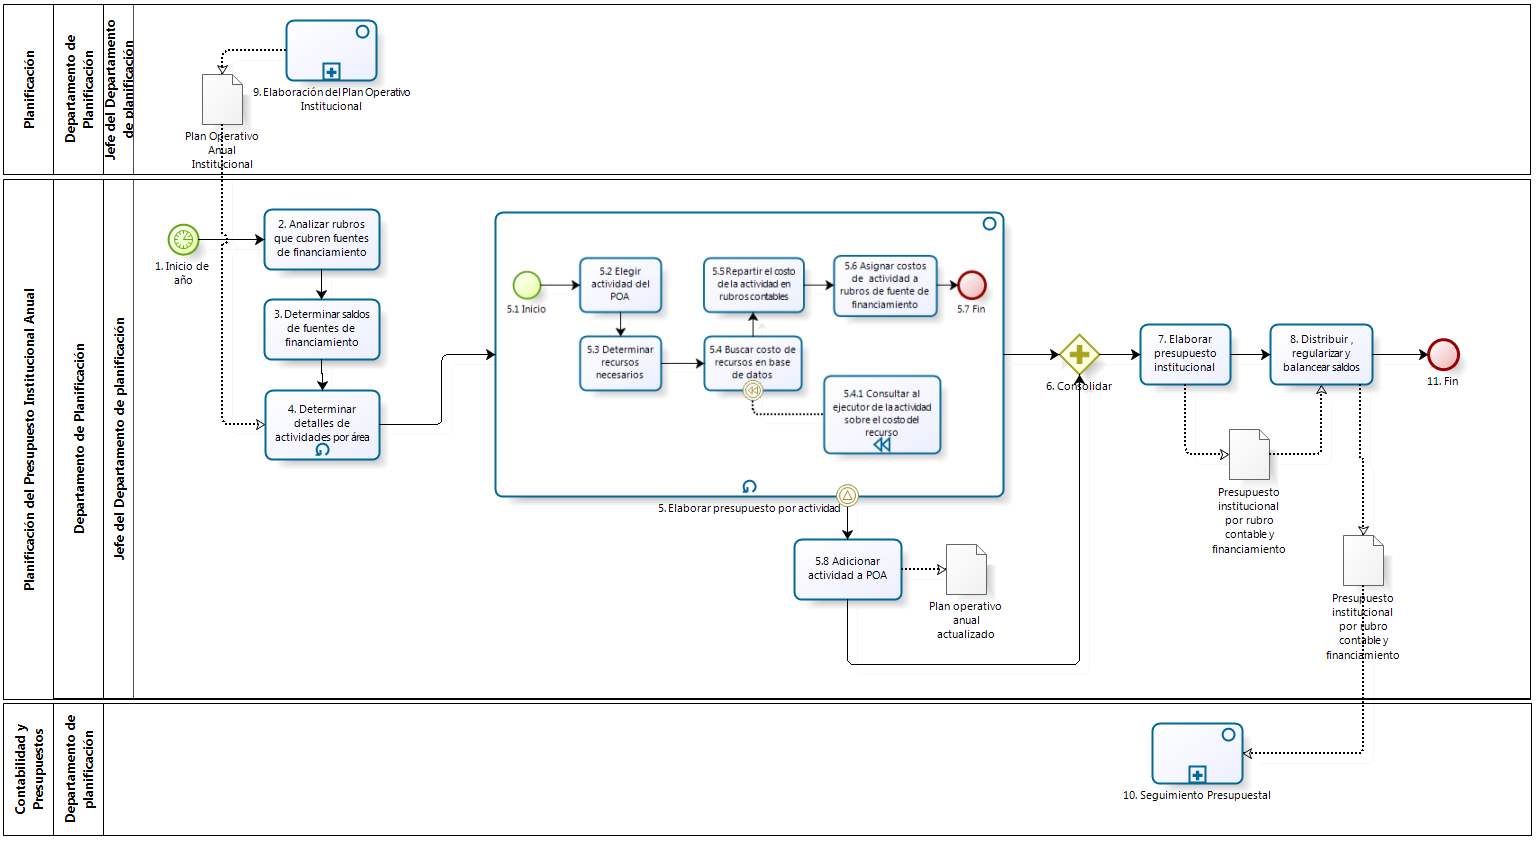 Planificación
Departamento de
Planificación
Jefe del Departamento
de planificación
9. Elaboración del Plan Operativo
Institucional
Plan Operativo
Anual
Institucional
Planificación del Presupuesto Institucional Anual
Departamento de Planificación
Jefe del Departamento de planificación
1. Inicio de
año
2. Analizar rubros
que cubren fuentes
de financiamiento
3. Determinar saldos
de fuentes de
financiamiento
4. Determinar
detalles de
actividades por área
5.1 Inicio
5.2 Elegir
actividad del
POA
5.3 Determinar
recursos
necesarios
5.4 Buscar costo de
recursos en base
de datos
5.5 Repartir el costo
de la actividad en
rubros contables
5.6 Asignar costos
de actividad a
rubros de fuente de
financiamiento
5.7 Fin
5.4.1 Consultar al
ejecutor de la actividad
sobre el costo del
recurso
5. Elaborar presupuesto por actividad
5.8 Adicionar
actividad a POA
Plan operativo
anual
actualizado
6. Consolidar
7. Elaborar
presupuesto
institucional
8. Distribuir ,
regularizar y
balancear saldos
11. Fin
Presupuesto
institucional
por rubro
contable y
financiamiento
Presupuesto
institucional
por rubro
contable y
financiamiento
Contabilidad y
Presupuestos
Departamento de
planificación
10. Seguimiento Presupuestal